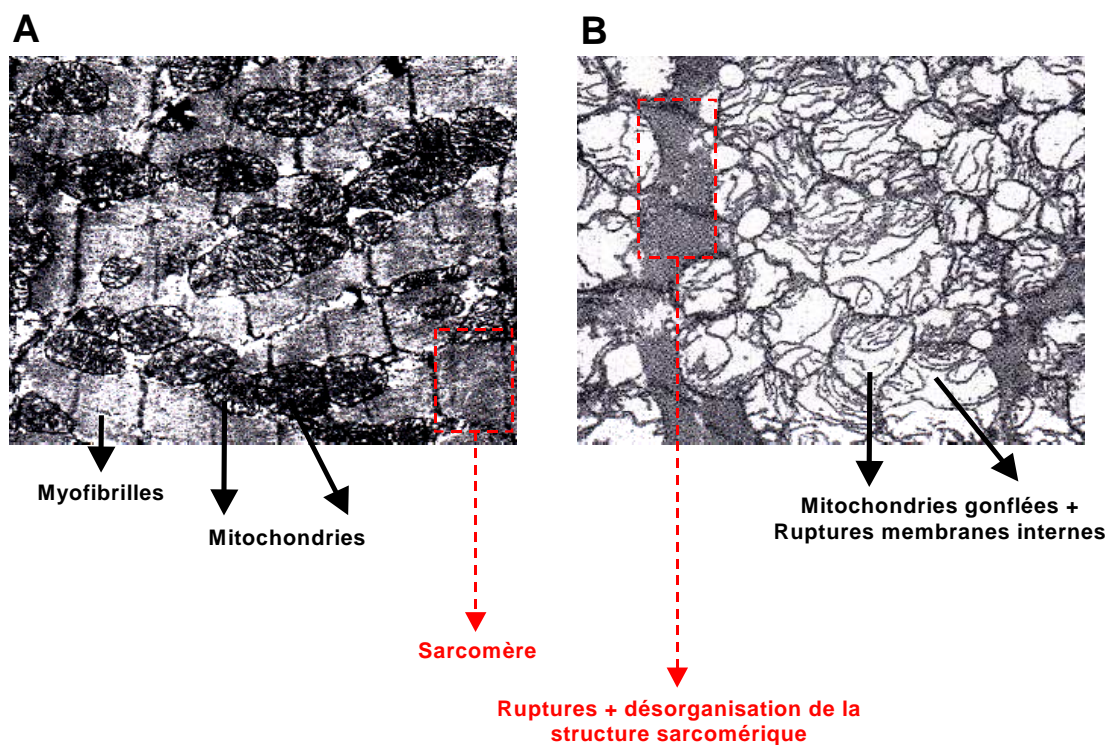 A
B
Myofibrilles
Mitochondries
Mitochondries gonflées +
Ruptures membranes internes
Sarcomère
Ruptures + désorganisation de la
structure sarcomérique